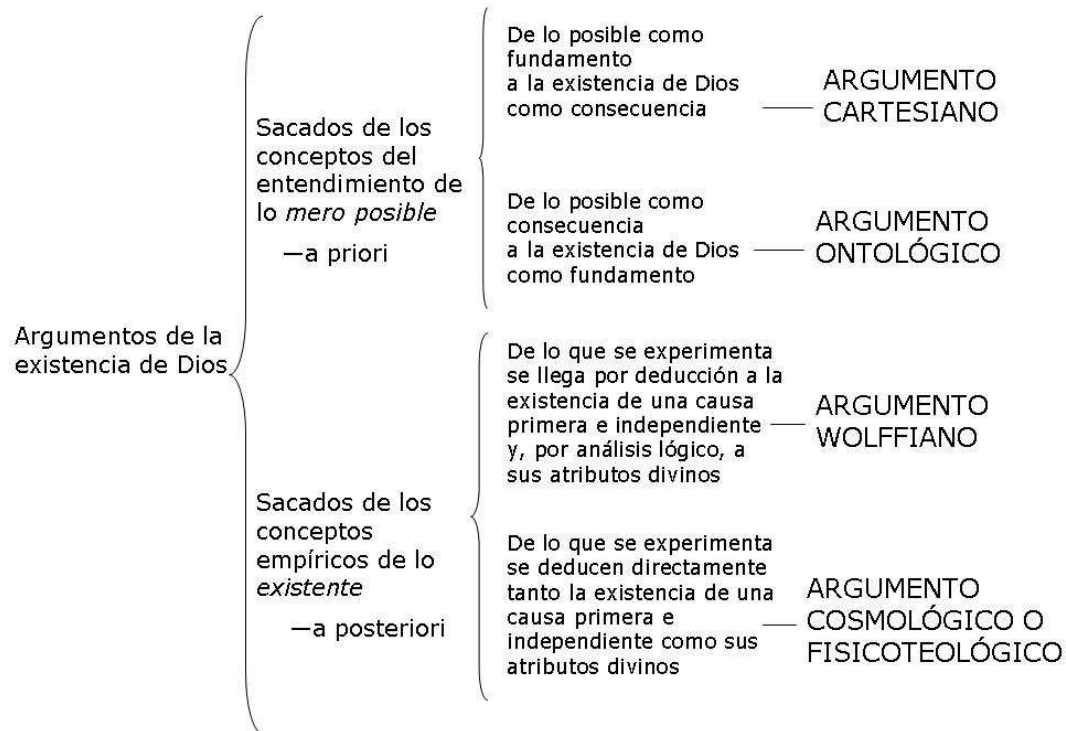 Argumentos de la
existencia de Dios
Sacados de los
conceptos del
entendimiento de
lo mero posible
—a priori
De lo posible como
fundamento
a la existencia de Dios
como consecuencia
ARGUMENTO
CARTESIANO
De lo posible como
consecuencia
a la existencia de Dios
como fundamento
ARGUMENTO
ONTOLÓGICO
Sacados de los
conceptos
empíricos de lo
existente
—a posteriori
De lo que se experimenta
se llega por deducción a la
existencia de una causa
primera e independiente
y, por análisis lógico, a
sus atributos divinos
ARGUMENTO
WOLFFIANO
De lo que se experimenta
se deducen directamente
tanto la existencia de una
causa primera e
independiente como sus
atributos divinos
ARGUMENTO
COSMOLÓGICO O
FISICOTEOLÓGICO